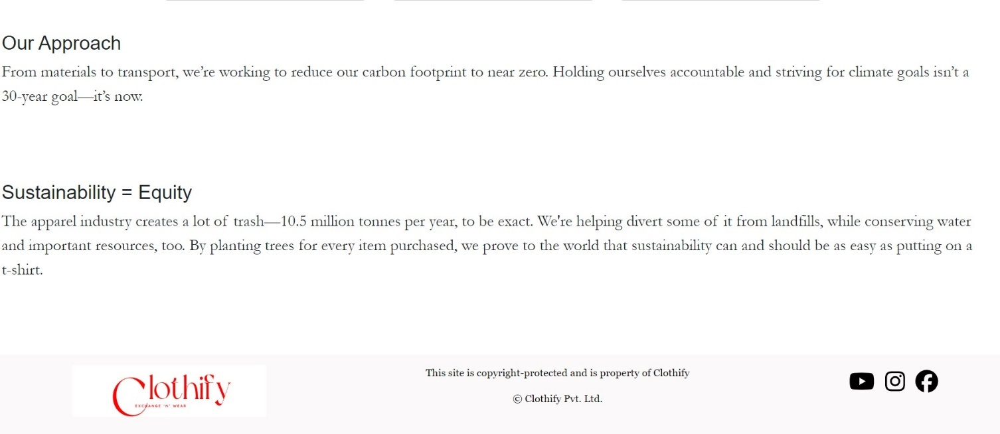 Our Approach
From materials to transport, we’re working to reduce our carbon footprint to near zero. Holding ourselves accountable and striving for climate goals isn’t a
30-year goal—it’s now.
Sustainability = Equity
The apparel industry creates a lot of trash—10.5 million tonnes per year, to be exact. We're helping divert some of it from landfills, while conserving water
and important resources, too. By planting trees for every item purchased, we prove to the world that sustainability can and should be as easy as putting on a
t-shirt.
Clothify
EXCHANGE 'N' WEAR
This site is copyright-protected and is property of Clothify
© Clothify Pvt. Ltd.